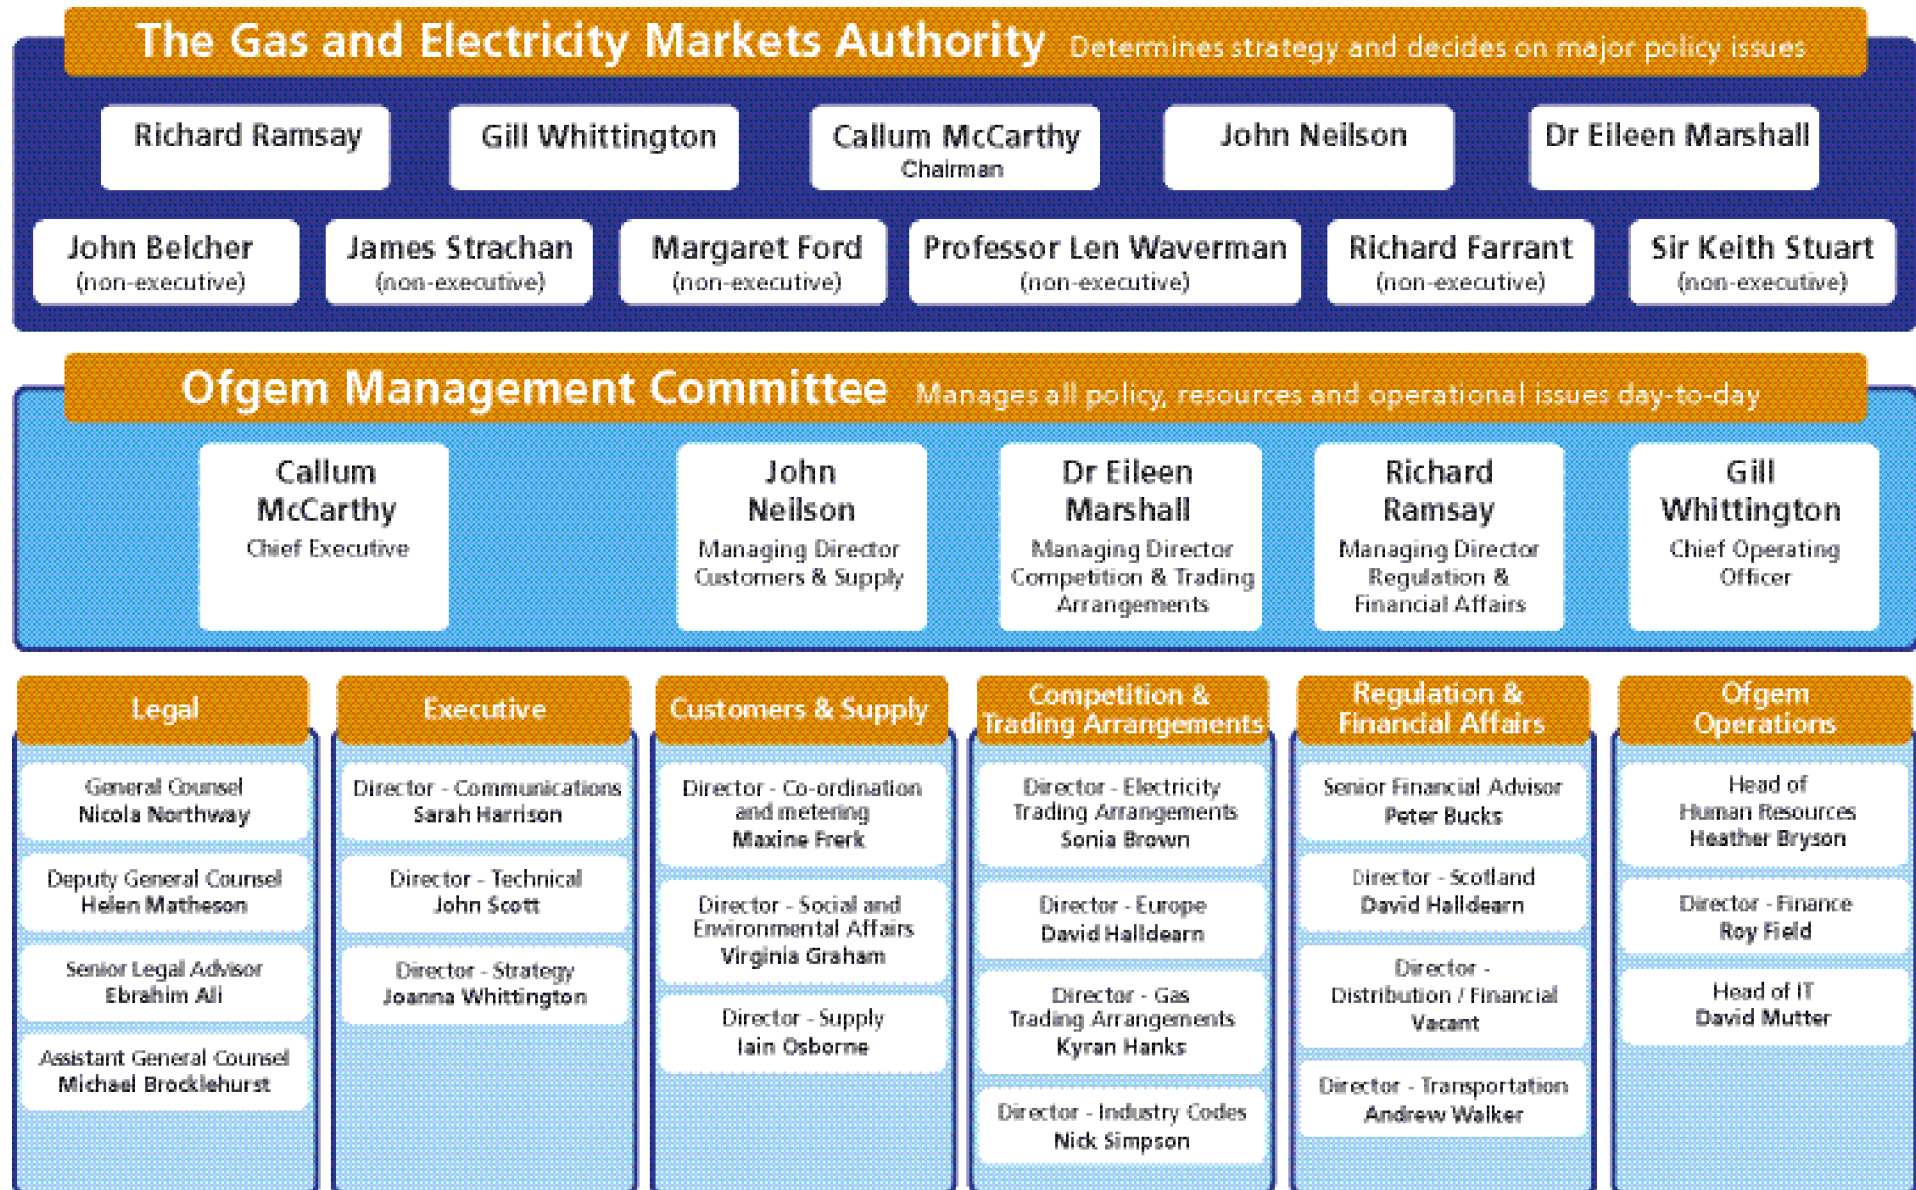 The Gas and Electricity Markets Authority Determines strategy and decides on major policy issues
Richard Ramsay
Gill Whittington
Callum McCarthy
Chairman
John Neilson
Dr Eileen Marshall
John Belcher
(non-executive)
James Strachan
(non-executive)
Margaret Ford
(non-executive)
Professor Len Waverman
(non-executive)
Richard Farrant
(non-executive)
Sir Keith Stuart
(non-executive)
Ofgem Management Committee Manages all policy, resources and operational issues day-to-day
Callum
McCarthy
Chief Executive
John
Neilson
Managing Director
Customers & Supply
Dr Eileen
Marshall
Managing Director
Competition & Trading
Arrangements
Richard
Ramsay
Managing Director
Regulation &
Financial Affairs
Gill
Whittington
Chief Operating
Officer
Legal
General Counsel
Nicola Northway
Deputy General Counsel
Helen Matheson
Senior Legal Advisor
Ebrahim Ali
Assistant General Counsel
Michael Brocklehurst
Executive
Director - Communications
Sarah Harrison
Director - Technical
John Scott
Director - Strategy
Joanna Whittington
Customers & Supply
Director - Co-ordination
and metering
Maxine Frerk
Director - Social and
Environmental Affairs
Virginia Graham
Director - Supply
Iain Osborne
Competition &
Trading Arrangements
Director - Electricity
Trading Arrangements
Sonia Brown
Director - Europe
David Halldearn
Director - Gas
Trading Arrangements
Kyran Hanks
Director - Industry Codes
Nick Simpson
Regulation &
Financial Affairs
Senior Financial Advisor
Peter Bucks
Director - Scotland
David Halldearn
Director -
Distribution / Financial
Vacant
Director - Transportation
Andrew Walker
Ofgem
Operations
Head of
Human Resources
Heather Bryson
Director - Finance
Roy Field
Head of IT
David Mutter